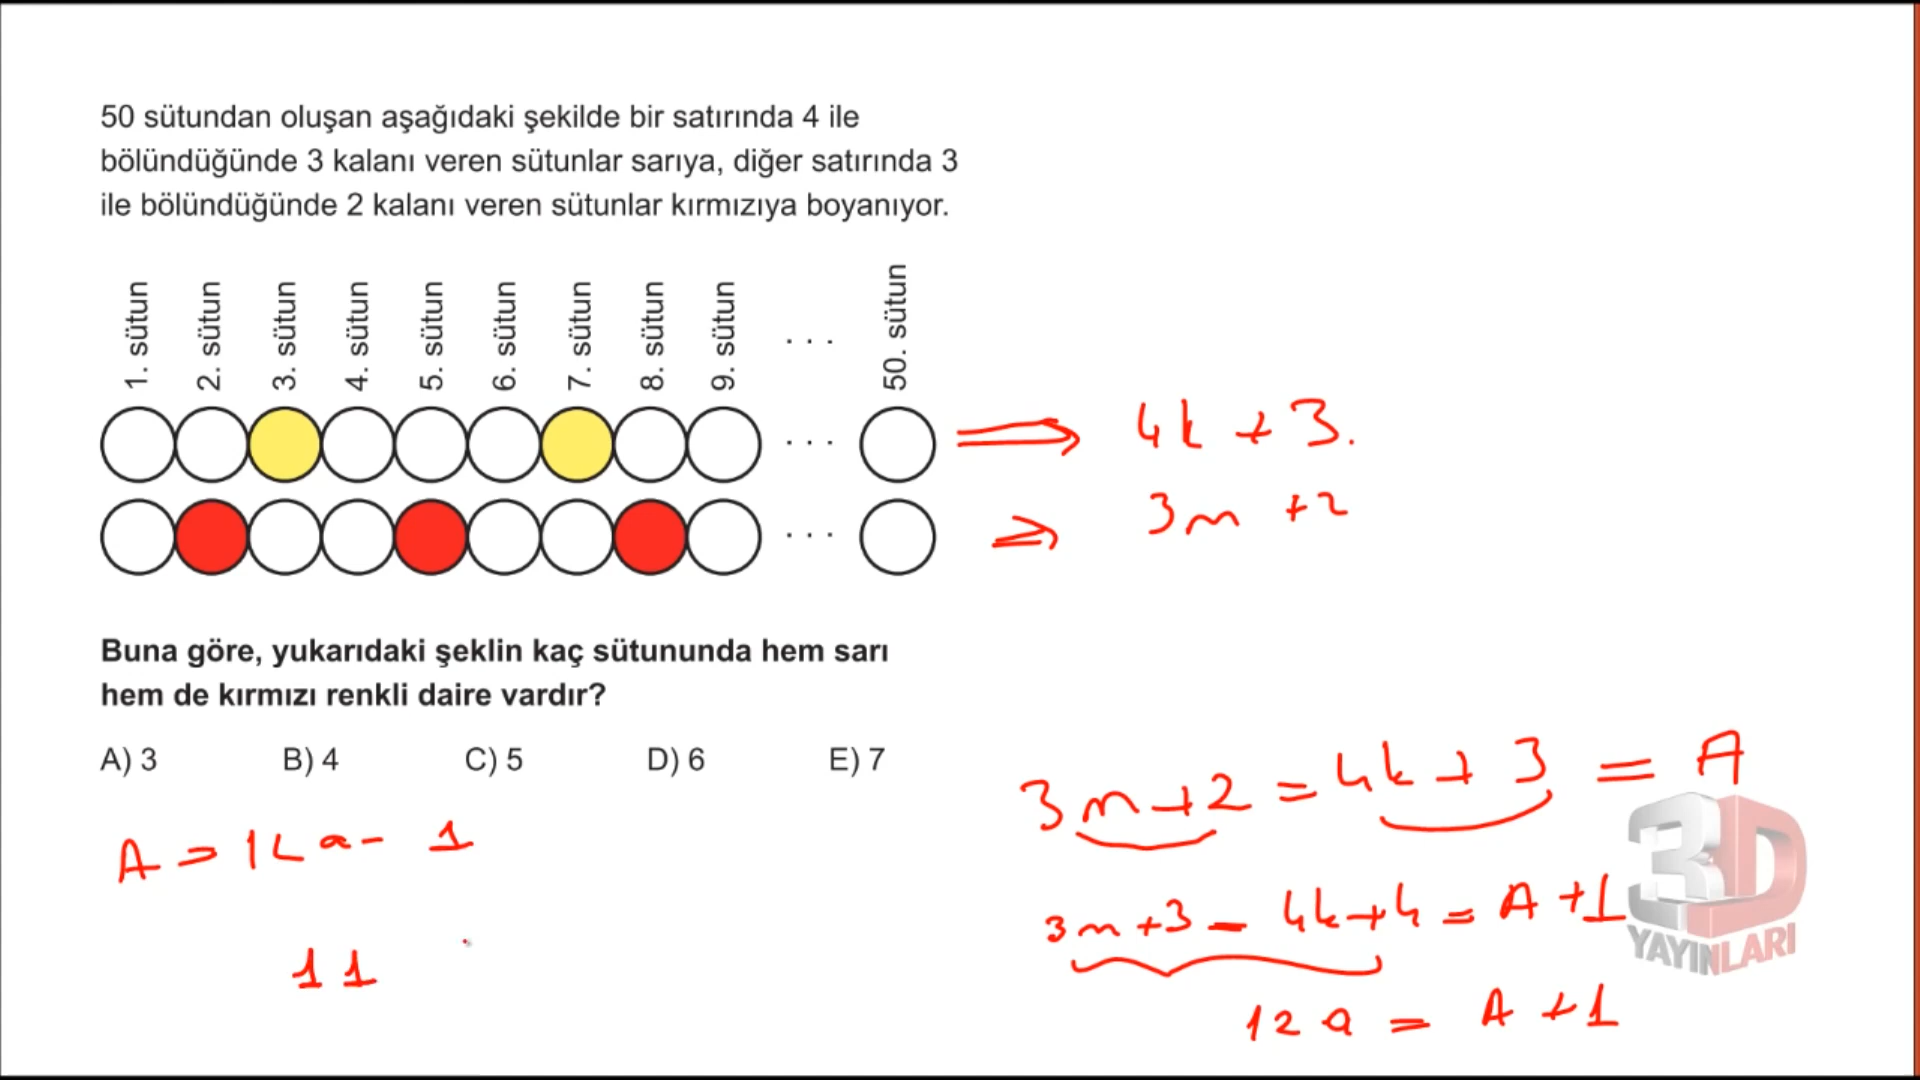 50 sütundan oluşan aşağıdaki şekilde bir satırında 4 ile
bölündüğünde 3 kalanı veren sütunlar sarıya, diğer satırında 3
ile bölündüğünde 2 kalanı veren sütunlar kırmızıya boyanıyor.
1. sütun
2. sütun
3. sütun
4. sütun
5. sütun
6. sütun
7. sütun
8. sütun
9. sütun
. . .
50. sütun
. . .
4k + 3.
. . .
3m + 2
Buna göre, yukarıdaki şeklin kaç sütununda hem sarı
hem de kırmızı renkli daire vardır?
A) 3 B) 4 C) 5 D) 6 E) 7
3m + 2 = 4k + 3 = A
A = 12a - 1
3m + 3 = 4k + 4 = A + 1
11
12a = A + 1
3D
YAYINLARI